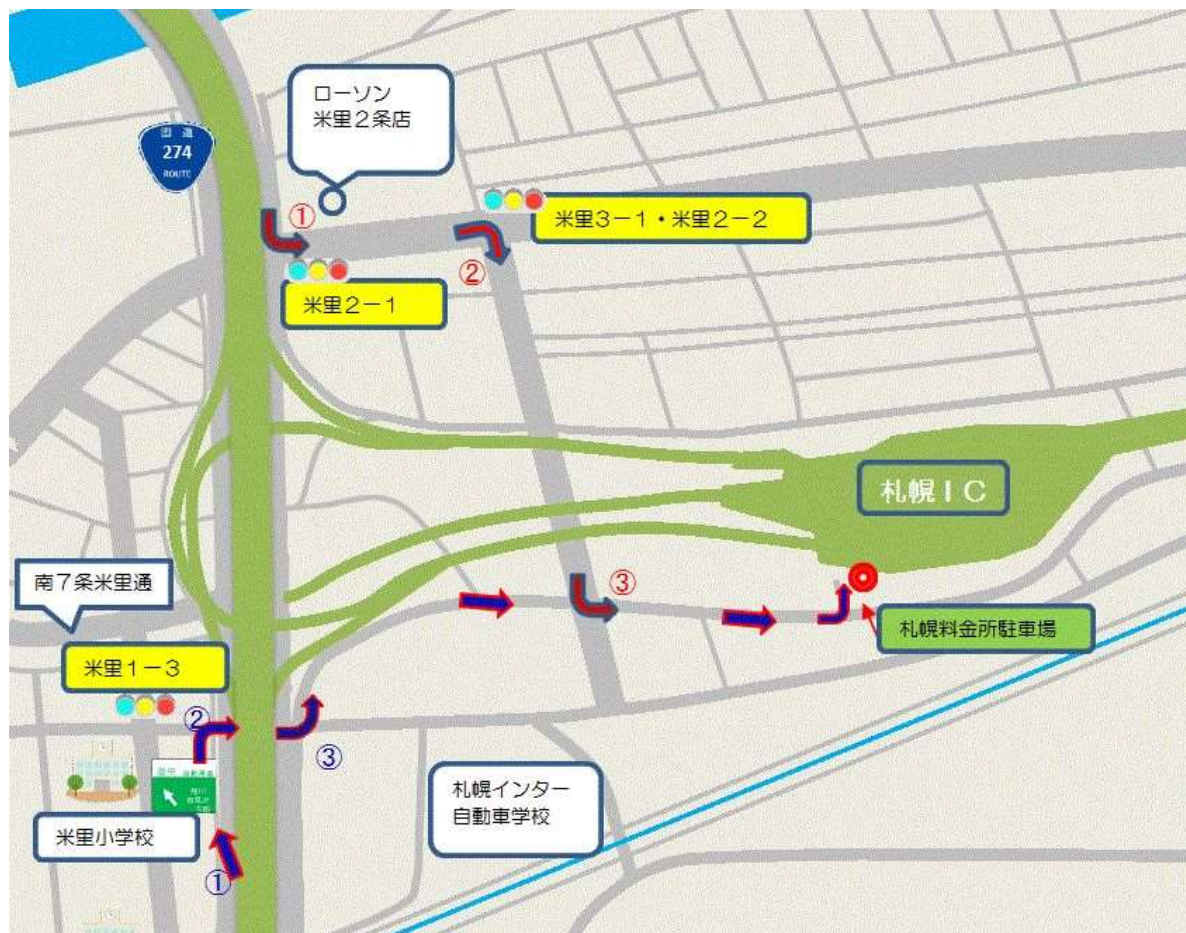 ローソン
米里２条店
国道
274
ROUTE
①
米里３－１・米里２－２
②
米里２－１
札幌ＩＣ
南７条米里通
③
札幌料金所駐車場
米里１－３
②
③
札幌インター
自動車学校
米里小学校
①